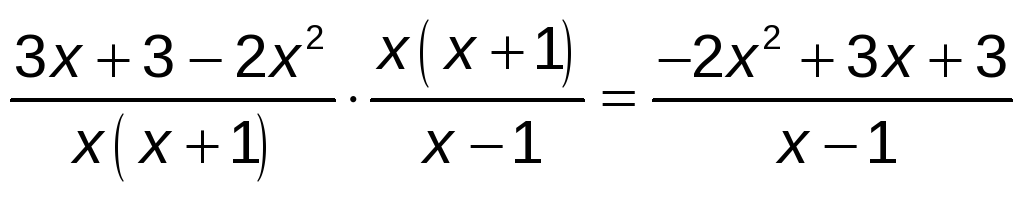 (3x + 3 − 2x²)/(x(x + 1)) · (x(x + 1))/(x − 1) = (−2x² + 3x + 3)/(x − 1)